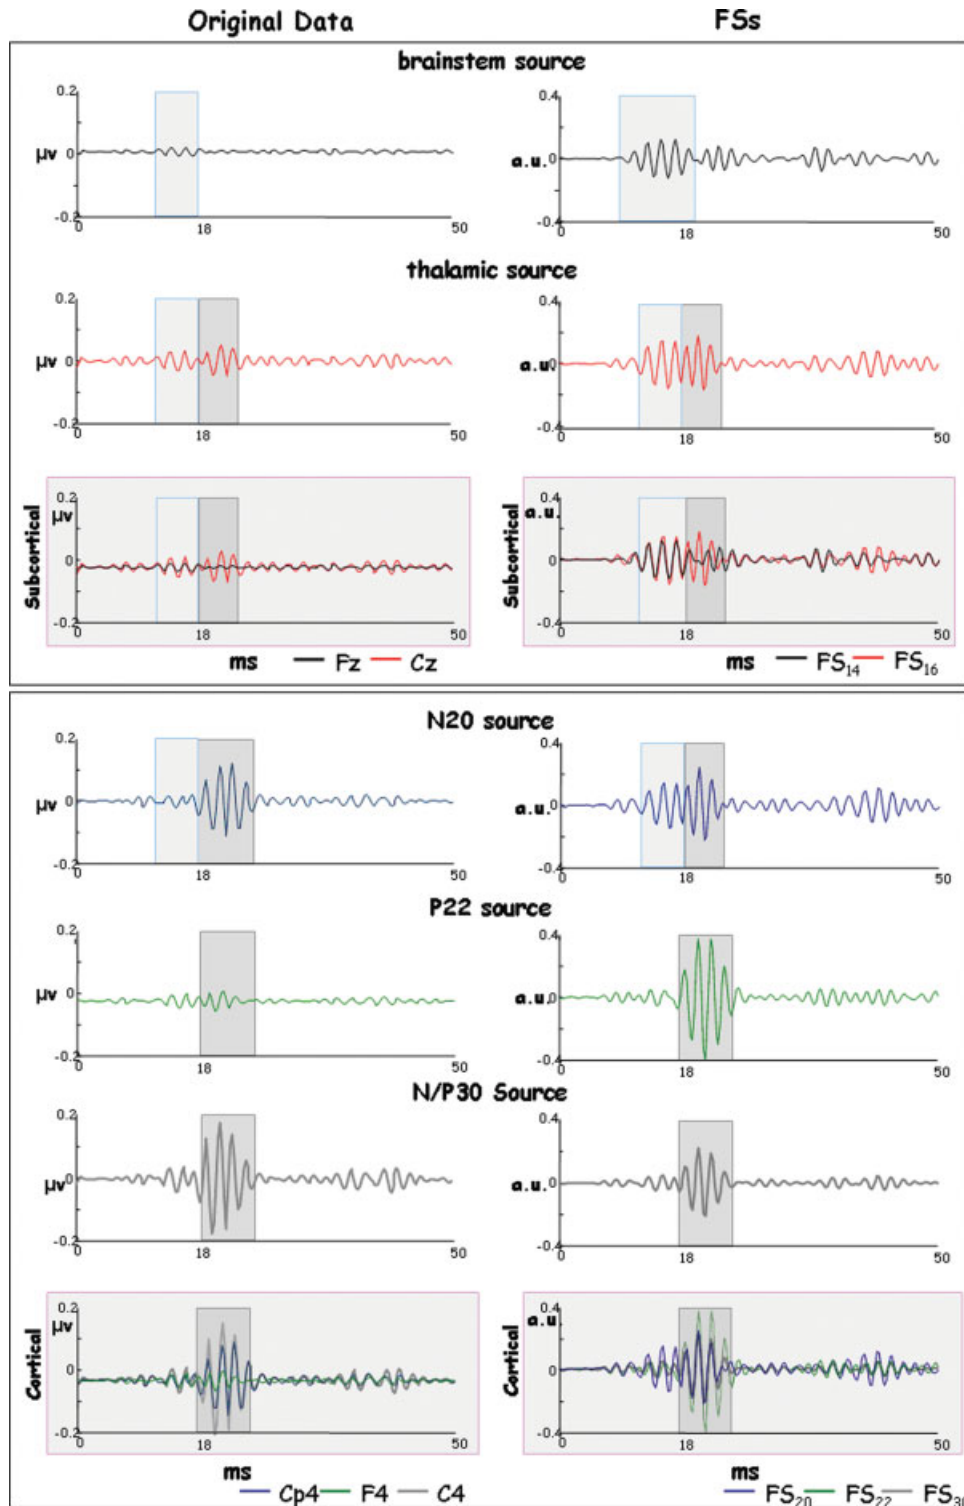 Original Data FSs
brainstem source
0.2 0.4
μv 0 a.u. 0
-0.2 -0.4
0 18 50 0 18 50
thalamic source
0.2 0.4
μv 0 a.u 0
-0.2 -0.4
0 18 50 0 18 50
Subcortical 0.2 μv 0 -0.2 Subcortical 0.4 a.u. 0 -0.4
0 18 50 0 18 50
ms Fz Cz ms FS14 FS16
N20 source
0.2 0.4
μv 0 a.u. 0
-0.2 -0.4
0 18 50 0 18 50
P22 source
0.2 0.4
μv 0 a.u. 0
-0.2 -0.4
0 18 50 0 18 50
N/P30 Source
0.2 0.4
μv 0 a.u. 0
-0.2 -0.4
0 18 50 0 18 50
Cortical 0.2 μv 0 -0.2 Cortical 0.4 a.u 0 -0.4
0 18 50 0 18 50
ms ms
Cp4 F4 C4 FS20 FS22